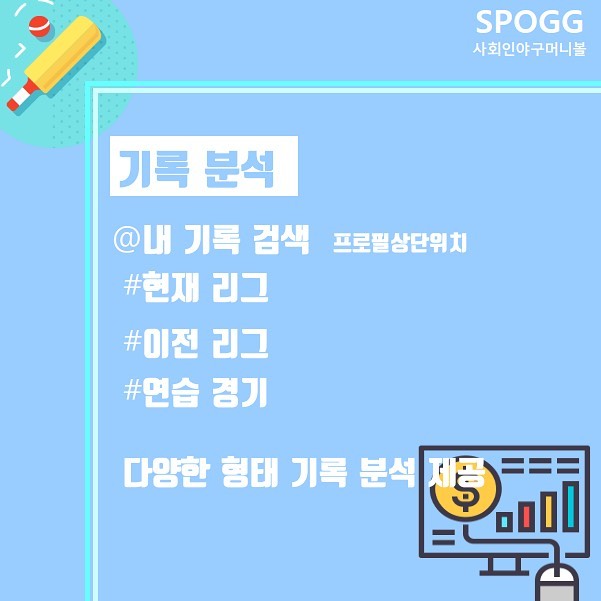 SPOGG
사회인야구머니볼
기록 분석
@내 기록 검색 프로필상단위치
#현재 리그
#이전 리그
#연습 경기
다양한 형태 기록 분석 제공
$